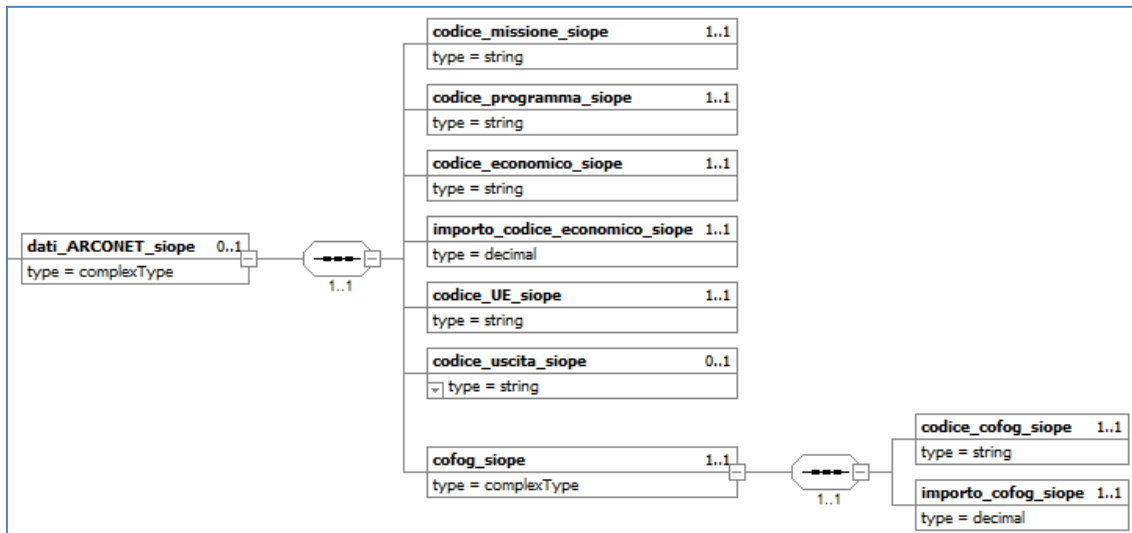 codice_missione_siope 1..1
type = string
codice_programma_siope 1..1
type = string
codice_economico_siope 1..1
type = string
importo_codice_economico_siope 1..1
type = decimal
dati_ARCONET_siope 0..1
type = complexType
1..1
codice_UE_siope 1..1
type = string
codice_uscita_siope 0..1
type = string
cofog_siope 1..1
type = complexType
1..1
codice_cofog_siope 1..1
type = string
importo_cofog_siope 1..1
type = decimal